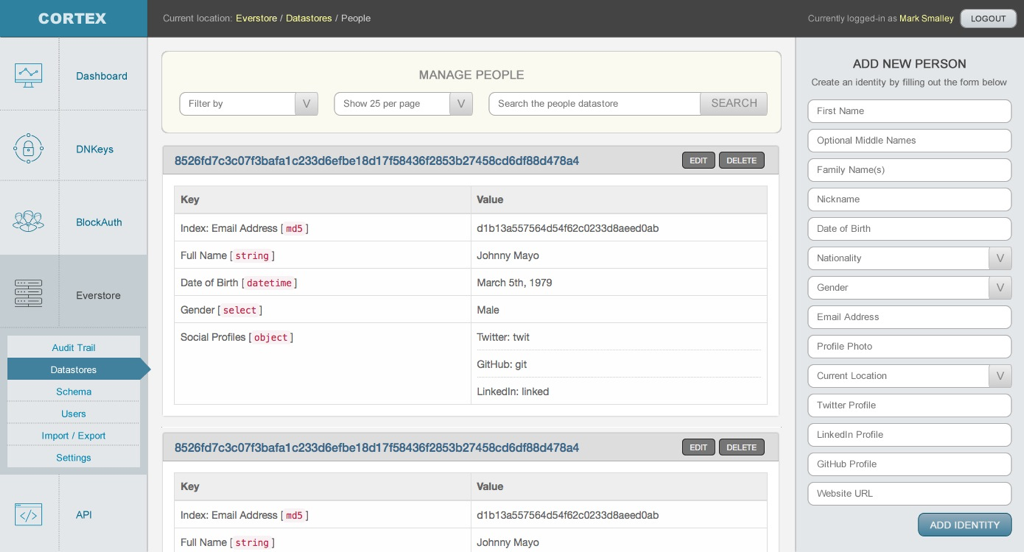 CORTEX
Current location: Everstore / Datastores / People
Currently logged-in as Mark Smalley
LOGOUT
Dashboard
DNKeys
BlockAuth
Everstore
Audit Trail
Datastores
Schema
Users
Import / Export
Settings
API
MANAGE PEOPLE
Filter by V
Show 25 per page V
Search the people datastore
SEARCH
8526fd7c3c07f3bafa1c233d6efbe18d17f58436f2853b27458cd6df88d478a4
EDIT
DELETE
Key Value
Index: Email Address [ md5 ] d1b13a557564d54f62c0233d8aeed0ab
Full Name [ string ] Johnny Mayo
Date of Birth [ datetime ] March 5th, 1979
Gender [ select ] Male
Social Profiles [ object ] Twitter: twit
GitHub: git
LinkedIn: linked
8526fd7c3c07f3bafa1c233d6efbe18d17f58436f2853b27458cd6df88d478a4
EDIT
DELETE
Key Value
Index: Email Address [ md5 ] d1b13a557564d54f62c0233d8aeed0ab
Full Name [ string ] Johnny Mayo
ADD NEW PERSON
Create an identity by filling out the form below
First Name
Optional Middle Names
Family Name(s)
Nickname
Date of Birth
Nationality V
Gender V
Email Address
Profile Photo
Current Location V
Twitter Profile
LinkedIn Profile
GitHub Profile
Website URL
ADD IDENTITY